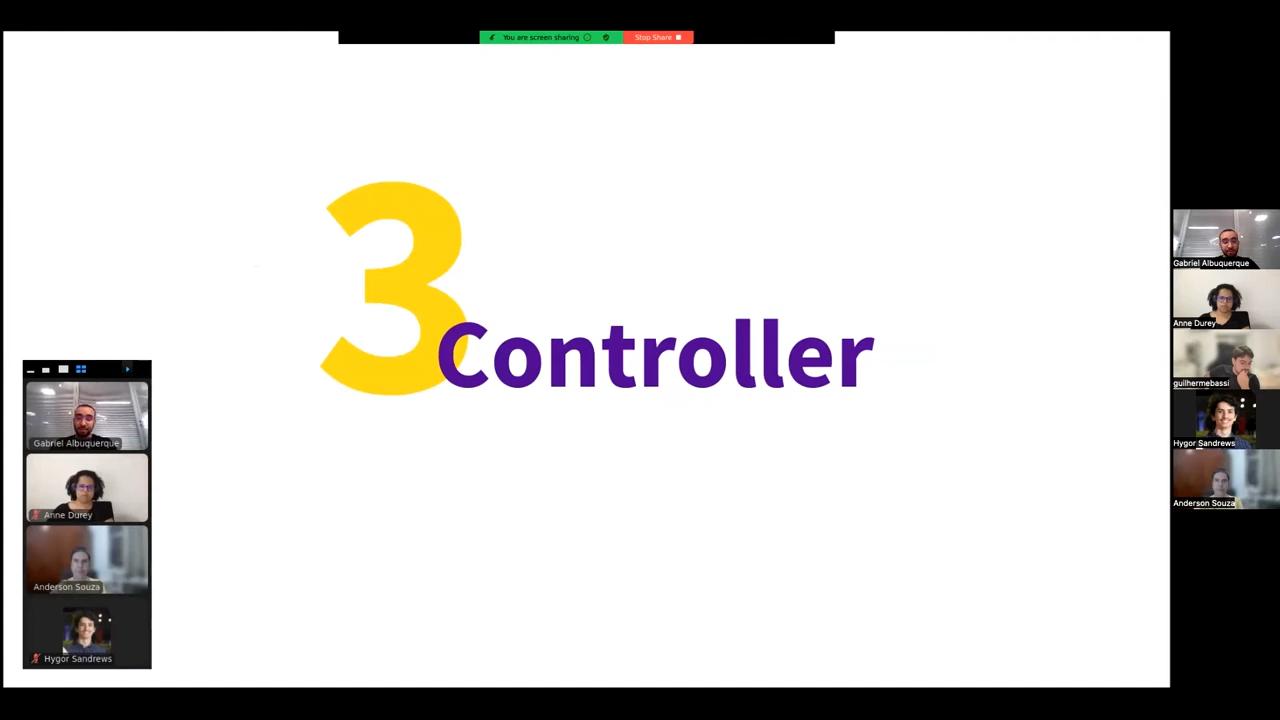 You are screen sharing
Stop Share
3
Controller
Gabriel Albuquerque
Anne Durey
Anderson Souza
Hygor Sandrews
Gabriel Albuquerque
Anne Durey
guilhermebassi
Hygor Sandrews
Anderson Souza